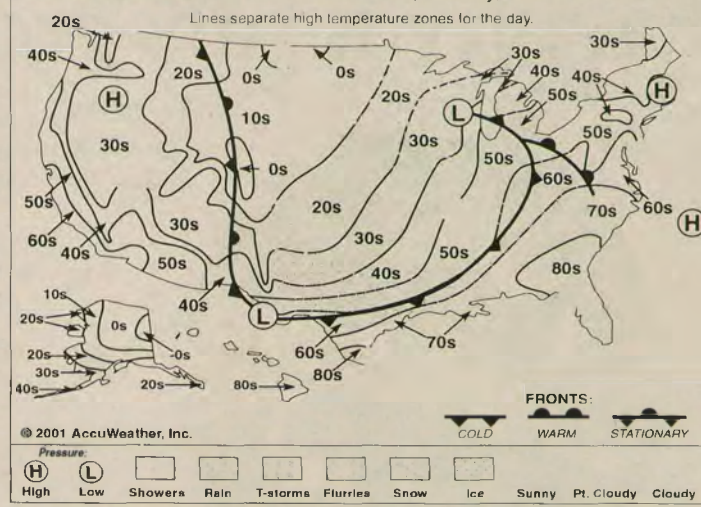 Lines separate high temperature zones for the day.
20s
40s
H
30s
50s
60s
40s
50s
30s
40s
20s
0s
10s
0s
0s
20s
30s
40s
50s
20s
30s
L
50s
60s
30s
40s
50s
30s
40s
H
50s
60s
70s
H
80s
L
60s
80s
70s
10s
20s
0s
-0s
20s
30s
40s
20s
80s
FRONTS:
COLD WARM STATIONARY
© 2001 AccuWeather, Inc.
Pressure:
H L
High Low Showers Rain T-storms Flurries Snow Ice Sunny Pt. Cloudy Cloudy